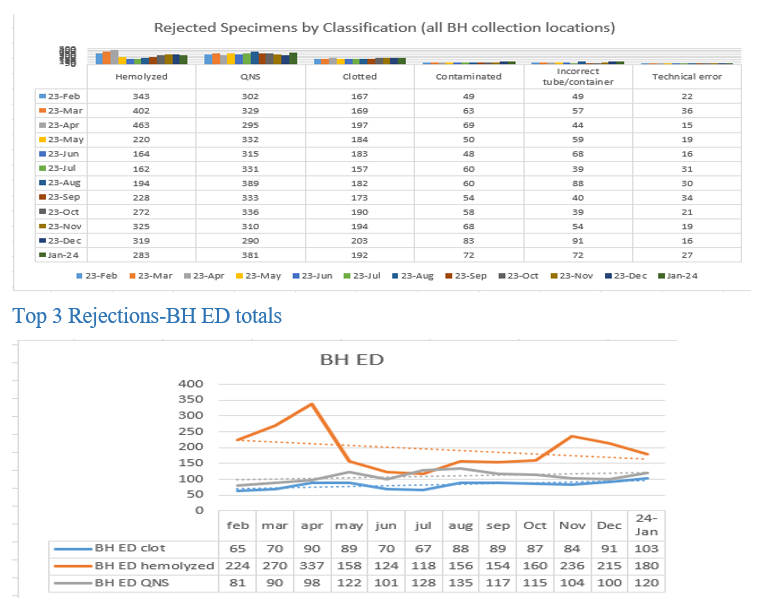 Rejected Specimens by Classification (all BH collection locations)
Hemolyzed QNS Clotted Contaminated Incorrect tube/container Technical error
23-Feb 343 302 167 49 49 22
23-Mar 402 329 169 63 57 36
23-Apr 463 295 197 69 44 15
23-May 220 332 184 50 59 19
23-Jun 164 315 183 48 68 16
23-Jul 162 331 157 60 39 31
23-Aug 194 389 182 60 88 30
23-Sep 228 333 173 54 40 34
23-Oct 272 336 190 58 39 21
23-Nov 325 310 194 68 54 19
23-Dec 319 290 203 83 91 16
Jan-24 283 381 192 72 72 27
23-Feb 23-Mar 23-Apr 23-May 23-Jun 23-Jul 23-Aug 23-Sep 23-Oct 23-Nov 23-Dec Jan-24
Top 3 Rejections-BH ED totals
BH ED
400
350
300
250
200
150
100
50
0
feb mar apr may jun jul aug sep Oct Nov Dec 24-Jan
BH ED clot 65 70 90 89 70 67 88 89 87 84 91 103
BH ED hemolyzed 224 270 337 158 124 118 156 154 160 236 215 180
BH ED QNS 81 90 98 122 101 128 135 117 115 104 100 120